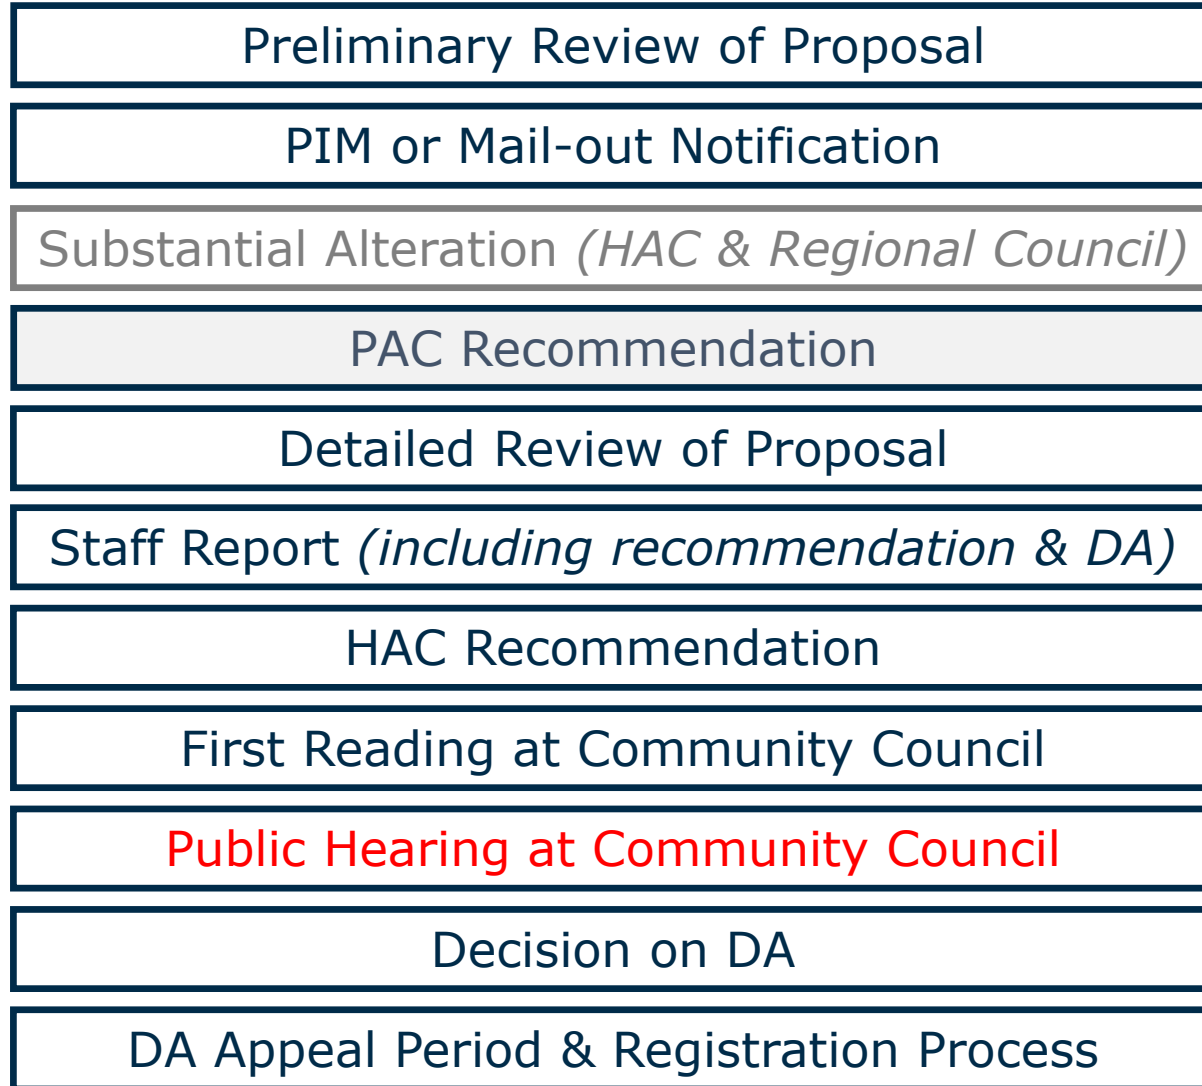 Preliminary Review of Proposal
PIM or Mail-out Notification
Substantial Alteration (HAC & Regional Council)
PAC Recommendation
Detailed Review of Proposal
Staff Report (including recommendation & DA)
HAC Recommendation
First Reading at Community Council
Public Hearing at Community Council
Decision on DA
DA Appeal Period & Registration Process